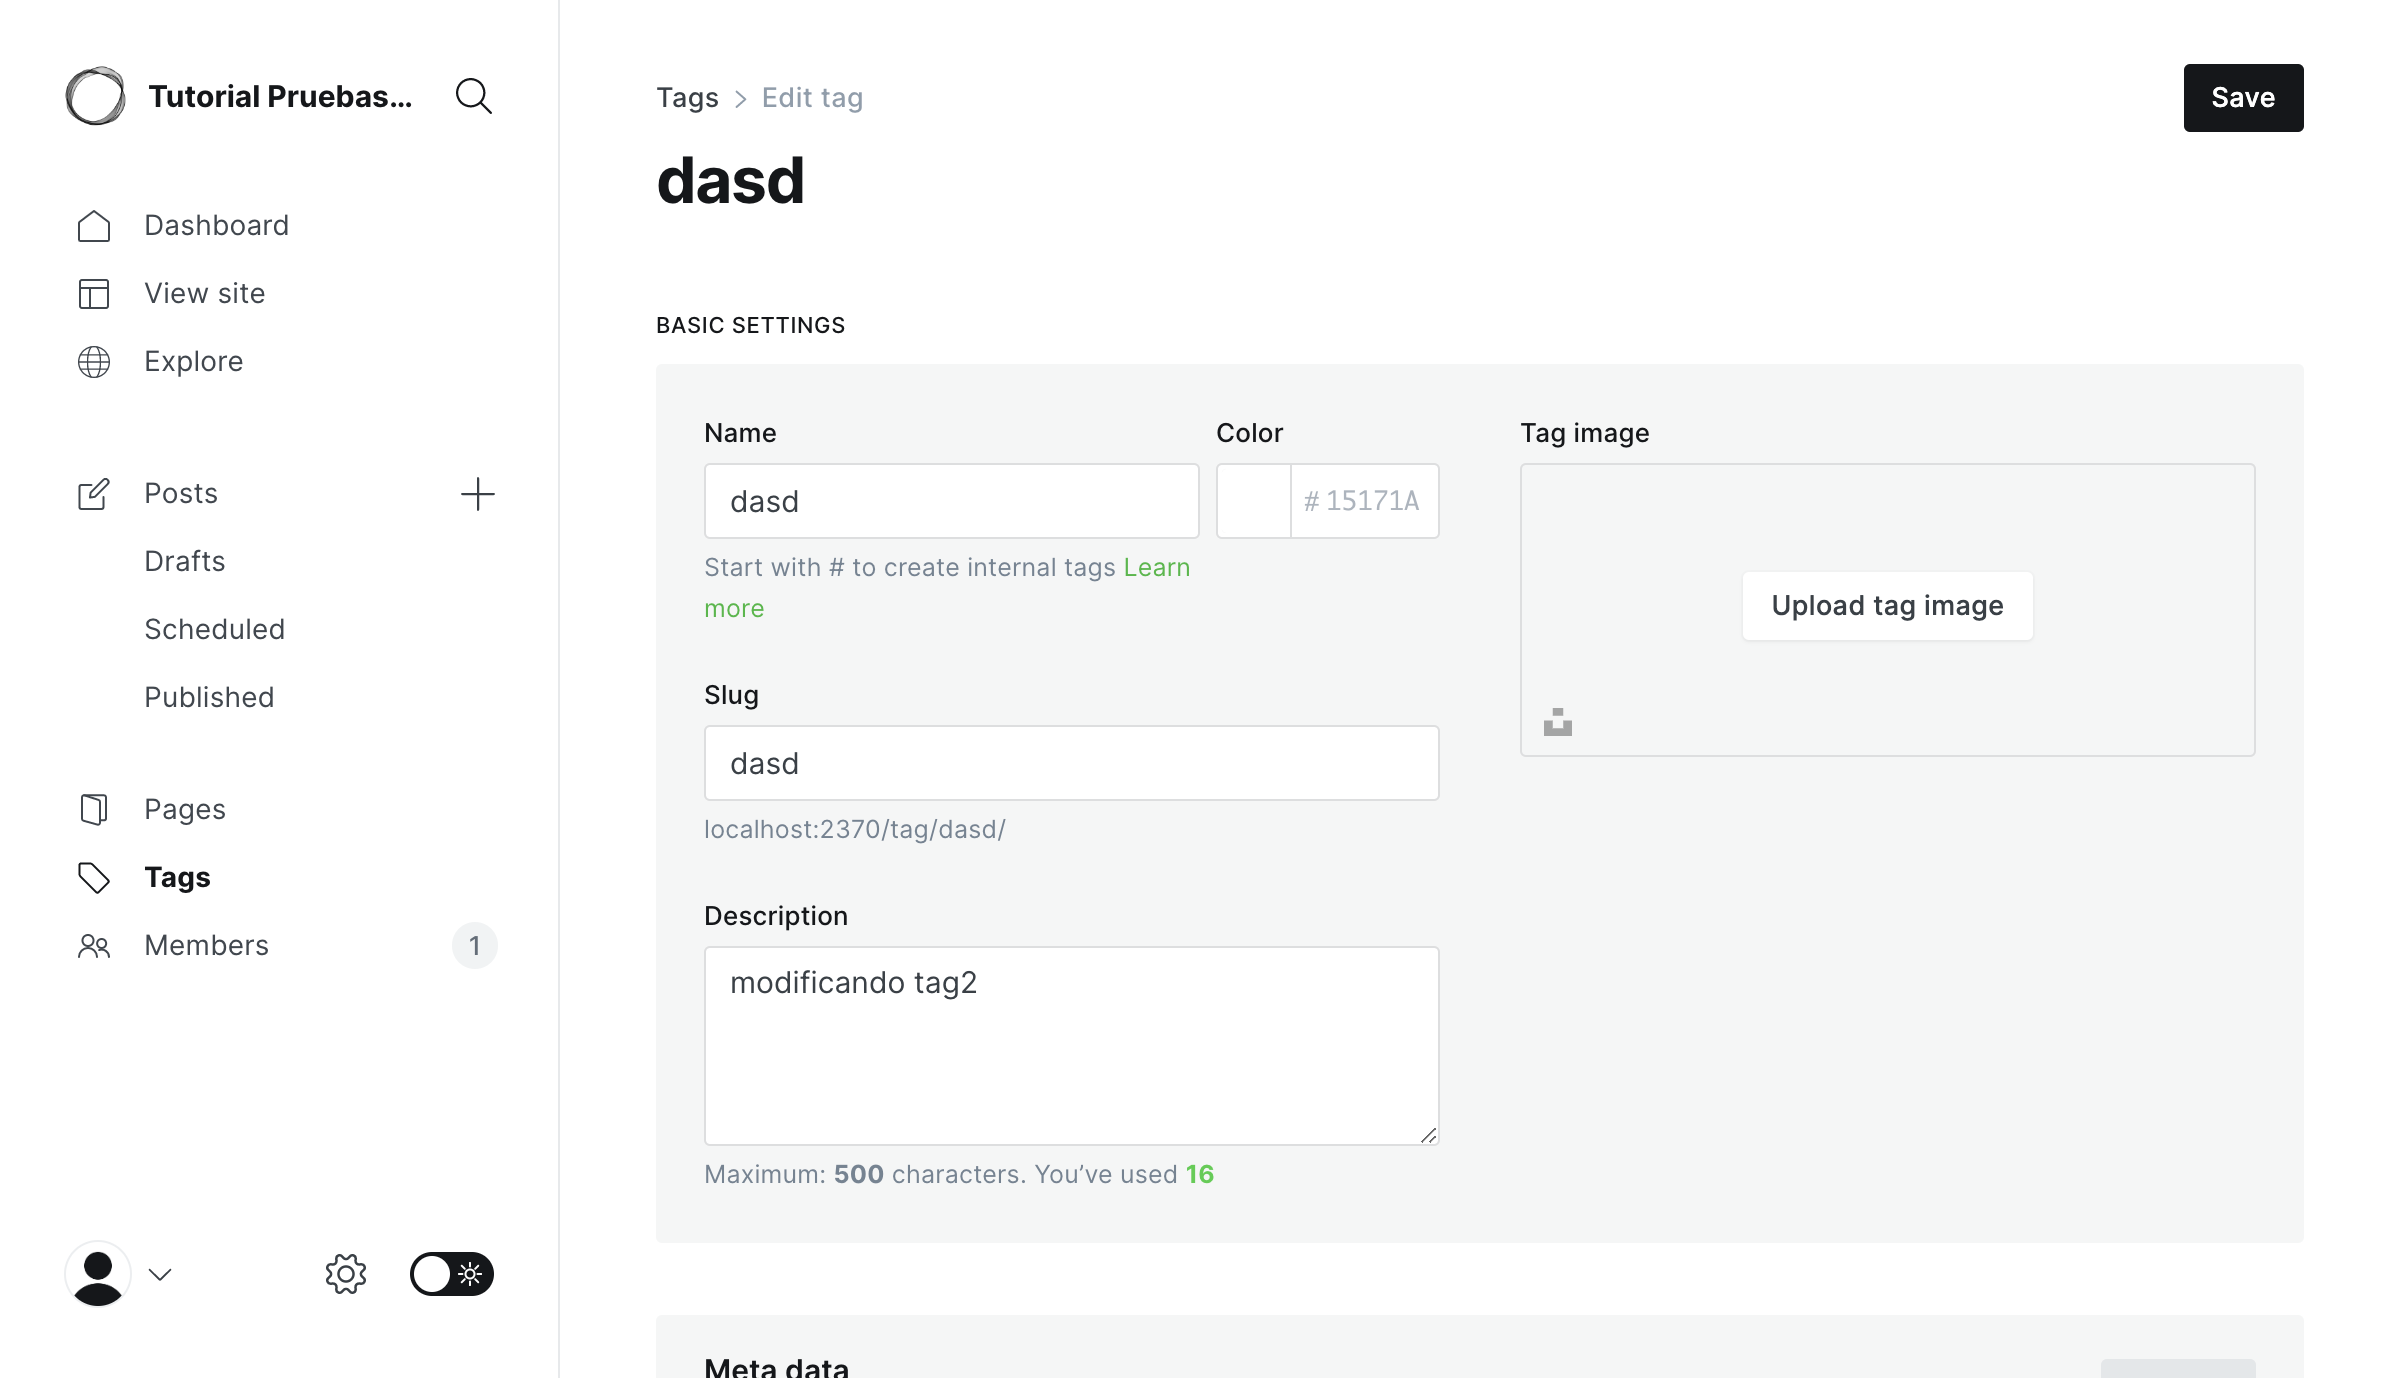 Tutorial Pruebas...
Dashboard
View site
Explore
Posts
Drafts
Scheduled
Published
Pages
Tags
Members 1
Tags > Edit tag
Save
dasd
BASIC SETTINGS
Name
dasd
Start with # to create internal tags Learn
more
Color
# 15171A
Slug
dasd
localhost:2370/tag/dasd/
Description
modificando tag2
Maximum: 500 characters. You’ve used 16
Tag image
Upload tag image
Meta data